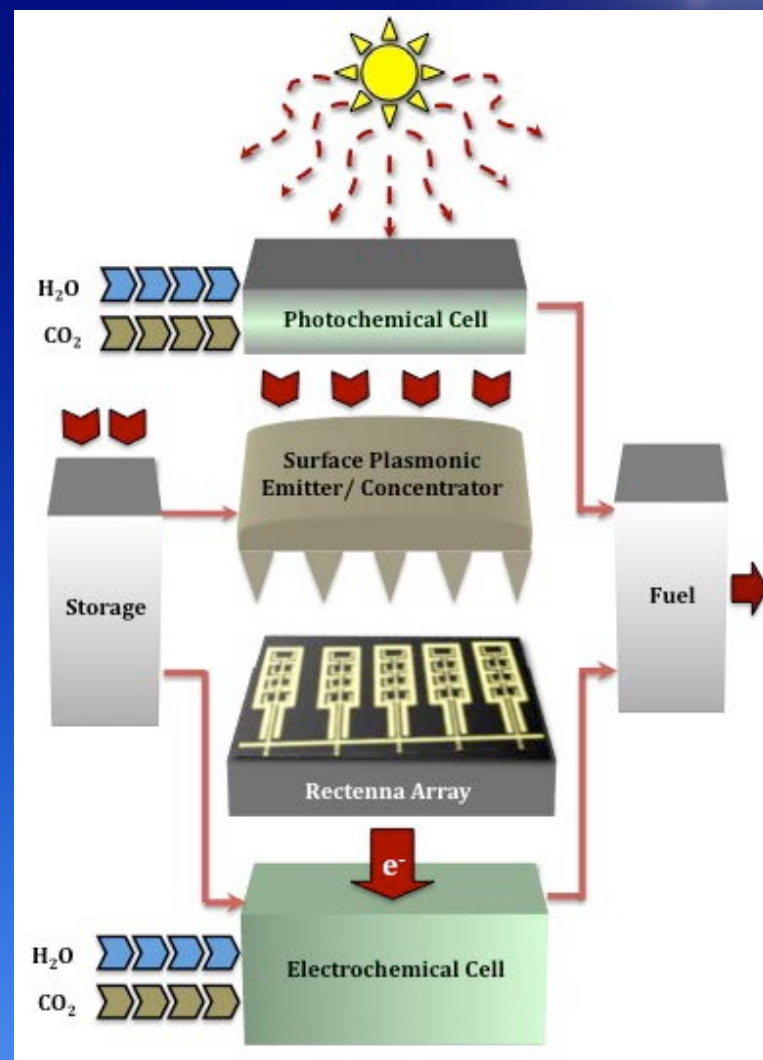 H₂O
CO₂
Photochemical Cell
Surface Plasmonic
Emitter/ Concentrator
Storage
Fuel
Rectenna Array
e⁻
H₂O
CO₂
Electrochemical Cell